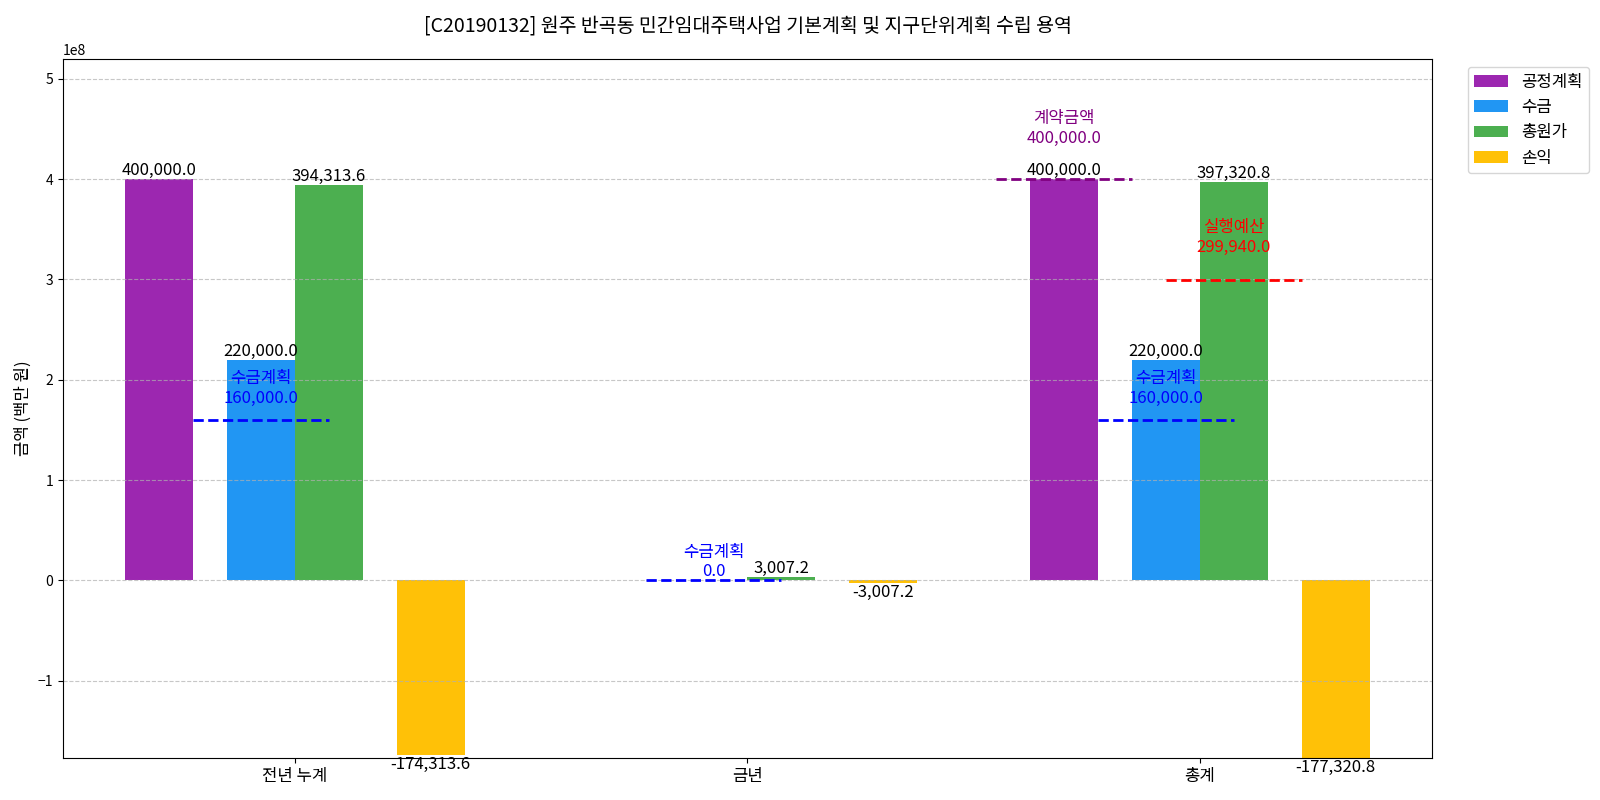 [C20190132] 원주 반곡동 민간임대주택사업 기본계획 및 지구단위계획 수립 용역
1e8
공정계획
수금
총원가
손익
금액 (백만 원)
5
4
3
2
1
0
−1
400,000.0
220,000.0
394,313.6
수금계획
160,000.0
-174,313.6
수금계획
0.0
3,007.2
-3,007.2
계약금액
400,000.0
400,000.0
220,000.0
397,320.8
실행예산
299,940.0
수금계획
160,000.0
-177,320.8
전년 누계
금년
총계